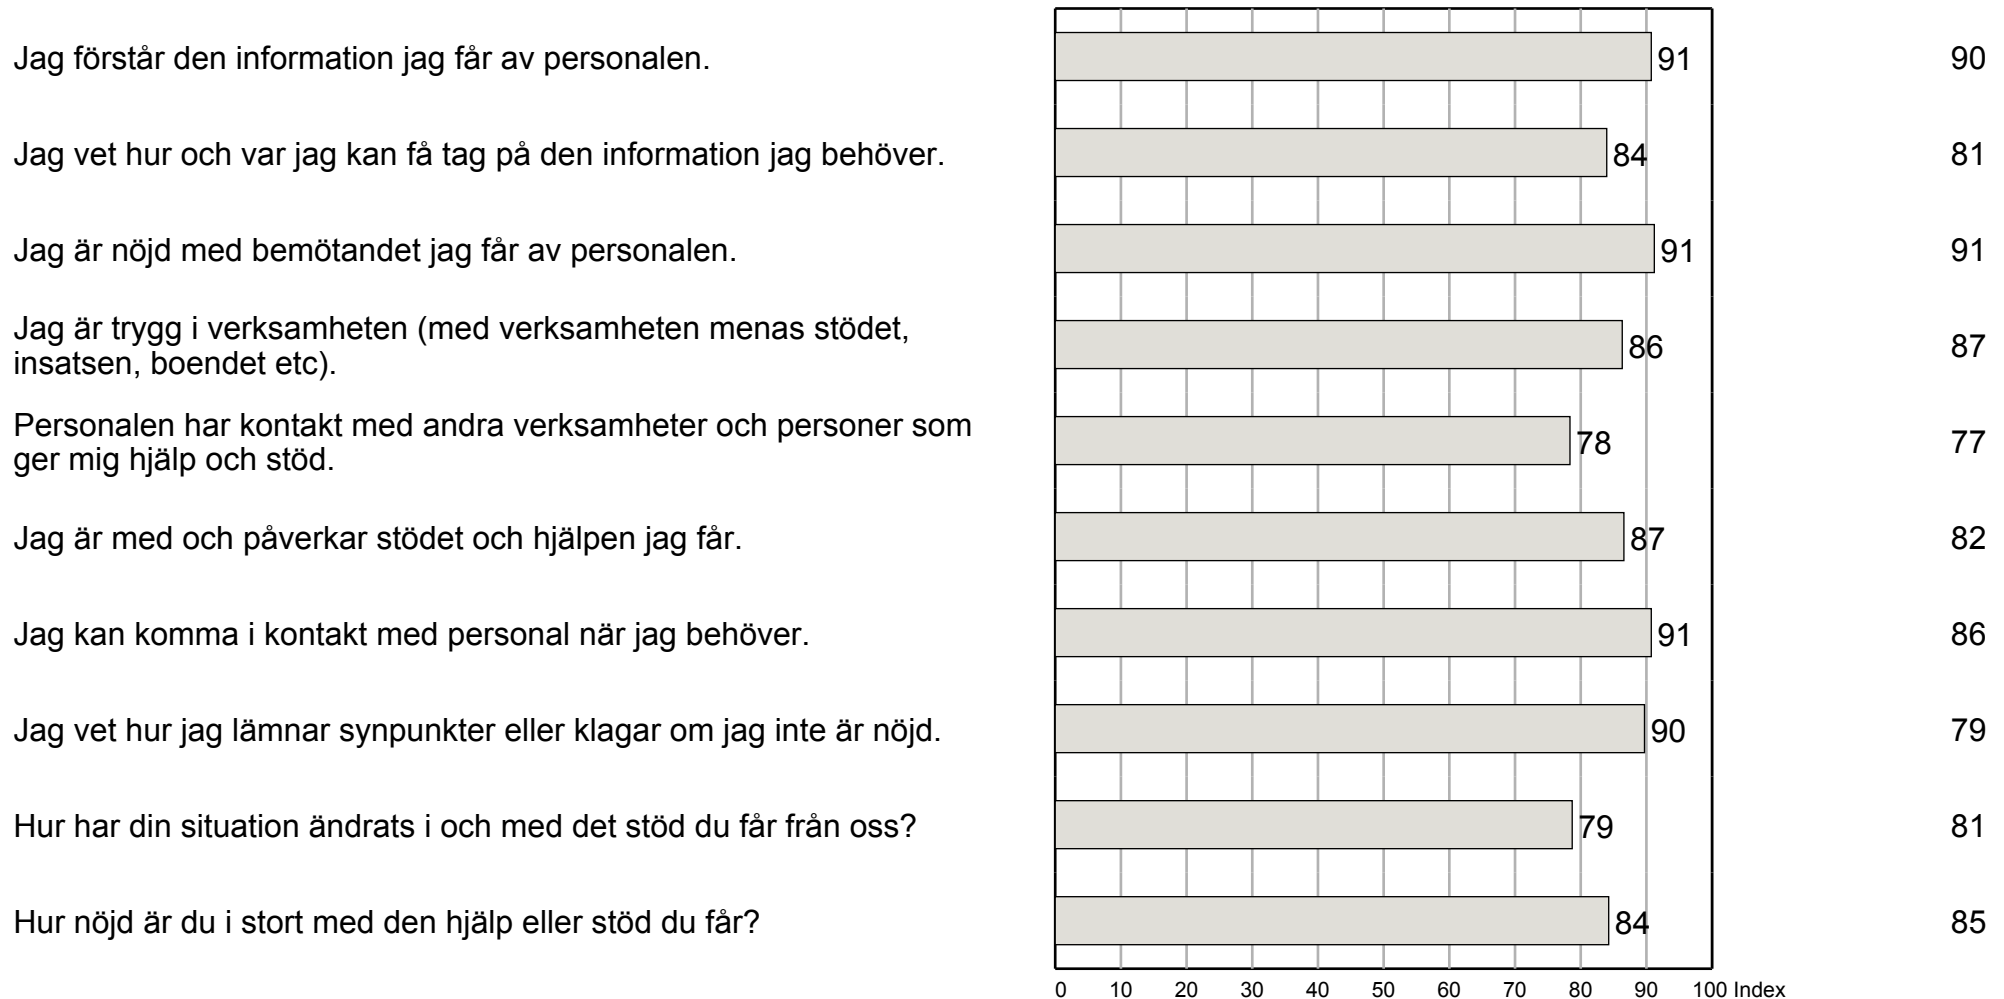 Jag förstår den information jag får av personalen. 91 90
Jag vet hur och var jag kan få tag på den information jag behöver. 84 81
Jag är nöjd med bemötandet jag får av personalen. 91 91
Jag är trygg i verksamheten (med verksamheten menas stödet,
insatsen, boendet etc). 86 87
Personalen har kontakt med andra verksamheter och personer som
ger mig hjälp och stöd. 78 77
Jag är med och påverkar stödet och hjälpen jag får. 87 82
Jag kan komma i kontakt med personal när jag behöver. 91 86
Jag vet hur jag lämnar synpunkter eller klagar om jag inte är nöjd. 90 79
Hur har din situation ändrats i och med det stöd du får från oss? 79 81
Hur nöjd är du i stort med den hjälp eller stöd du får? 84 85
0 10 20 30 40 50 60 70 80 90 100 Index